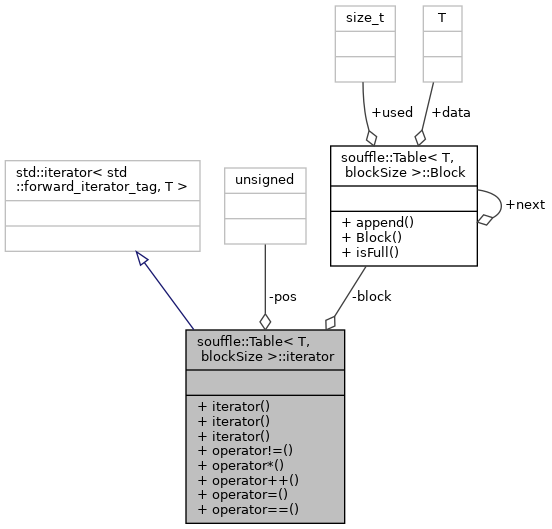 size_t
T
+used
+data
std::iterator< std
::forward_iterator_tag, T >
unsigned
souffle::Table< T,
blockSize >::Block
+next
+ append()
+ Block()
+ isFull()
-pos
-block
souffle::Table< T,
blockSize >::iterator
+ iterator()
+ iterator()
+ iterator()
+ operator!=()
+ operator*()
+ operator++()
+ operator=()
+ operator==()